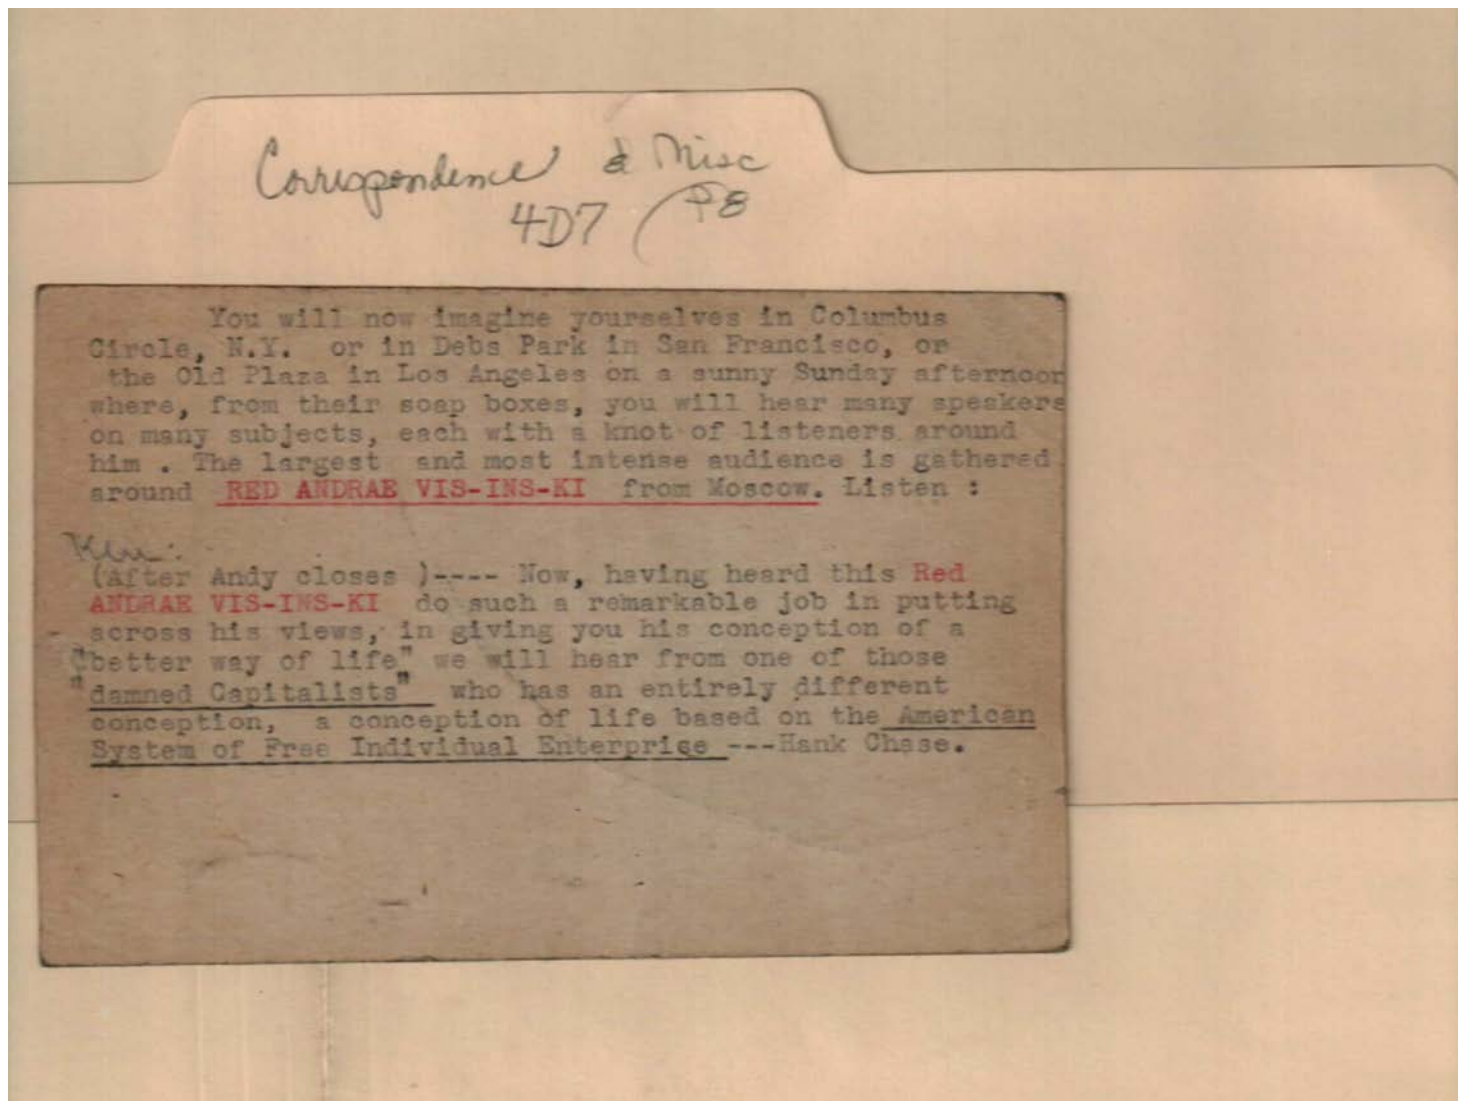 Correspondence & Misc
4D7 (P8
You will now imagine yourselves in Columbus
Circle, N.Y. or in Debs Park in San Francisco, or
the Old Plaza in Los Angeles on a sunny Sunday afternoon
where, from their soap boxes, you will hear many speakers
on many subjects, each with a knot of listeners around
him . The largest and most intense audience is gathered
around RED ANDRAE VIS-INS-KI from Moscow. Listen :
Ken:
(After Andy closes )---- Now, having heard this Red
ANDRAE VIS-INS-KI do such a remarkable job in putting
across his views, in giving you his conception of a
"better way of life" we will hear from one of those
"damned Capitalists" who has an entirely different
conception, a conception of life based on the American
System of Free Individual Enterprise ---Hank Chase.